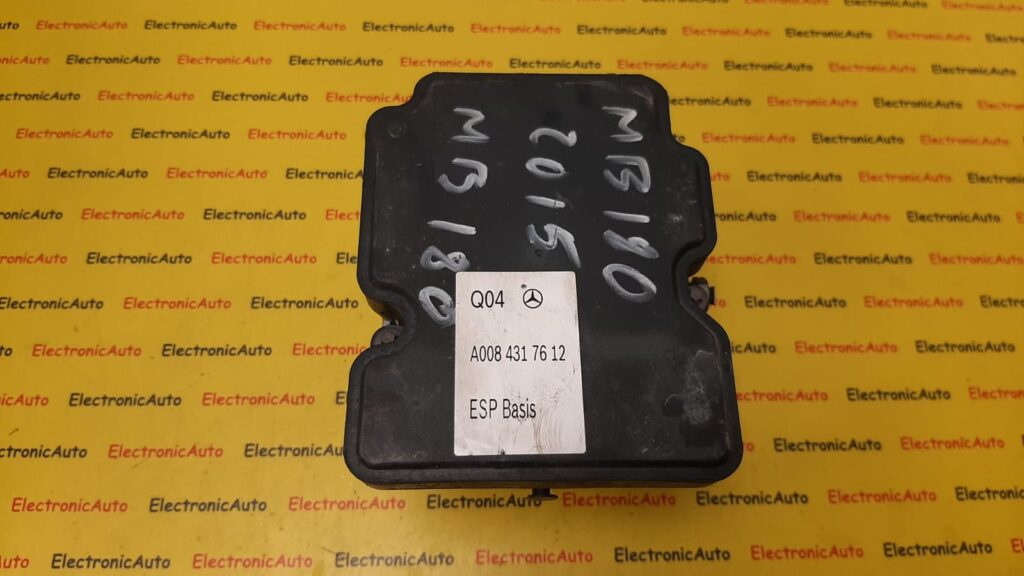 MB180
2015
MB180
Q04
A008 431 76 12
ESP Basis
ElectronicAuto